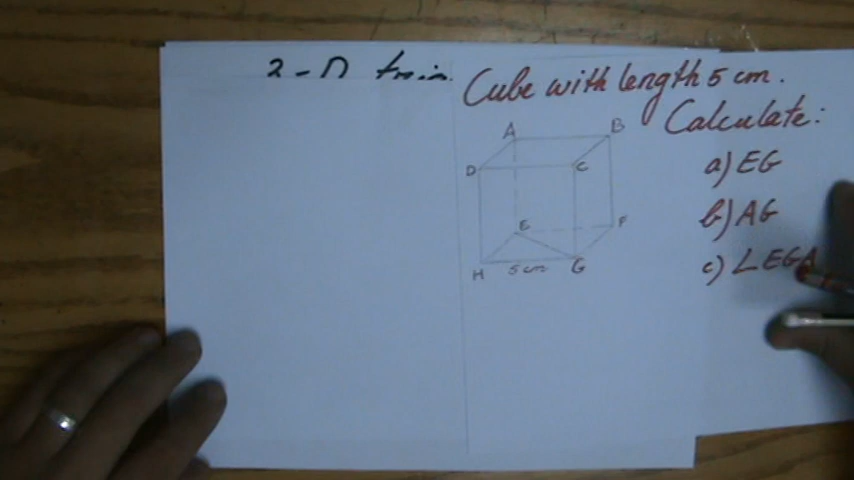 Cube with length 5 cm.
Calculate:
A
B
a) EG
D
C
b) AG
E
F
c) ∠EGA
H
5 cm
G